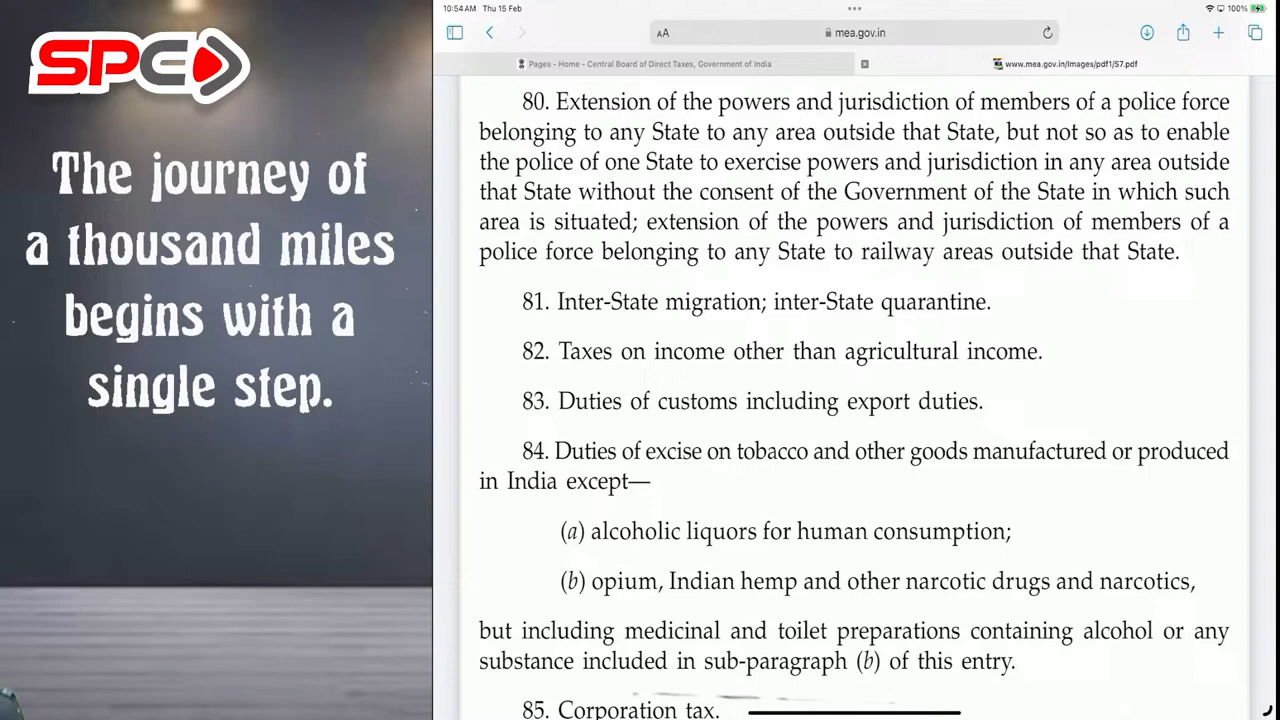 10:54 AM Thu 15 Feb
100%
AA
mea.gov.in
Pages - Home - Central Board of Direct Taxes, Government of India
www.mea.gov.in/Images/pdf1/S7.pdf
SPE
The journey of
a thousand miles
begins with a
single step.
80. Extension of the powers and jurisdiction of members of a police force
belonging to any State to any area outside that State, but not so as to enable
the police of one State to exercise powers and jurisdiction in any area outside
that State without the consent of the Government of the State in which such
area is situated; extension of the powers and jurisdiction of members of a
police force belonging to any State to railway areas outside that State.
81. Inter-State migration; inter-State quarantine.
82. Taxes on income other than agricultural income.
83. Duties of customs including export duties.
84. Duties of excise on tobacco and other goods manufactured or produced
in India except—
(a) alcoholic liquors for human consumption;
(b) opium, Indian hemp and other narcotic drugs and narcotics,
but including medicinal and toilet preparations containing alcohol or any
substance included in sub-paragraph (b) of this entry.
85. Corporation tax.